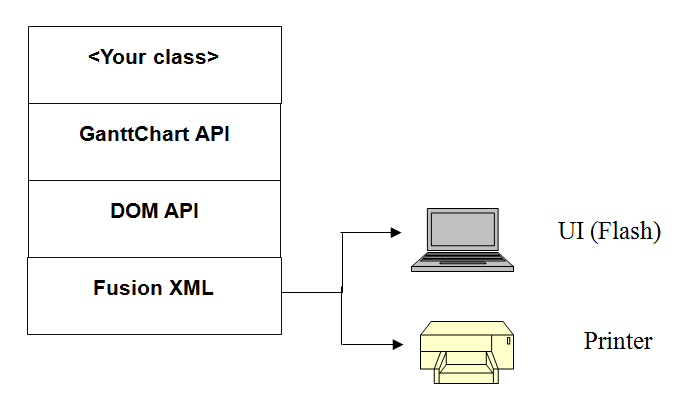 <Your class>
GanttChart API
DOM API
Fusion XML
UI (Flash)
Printer